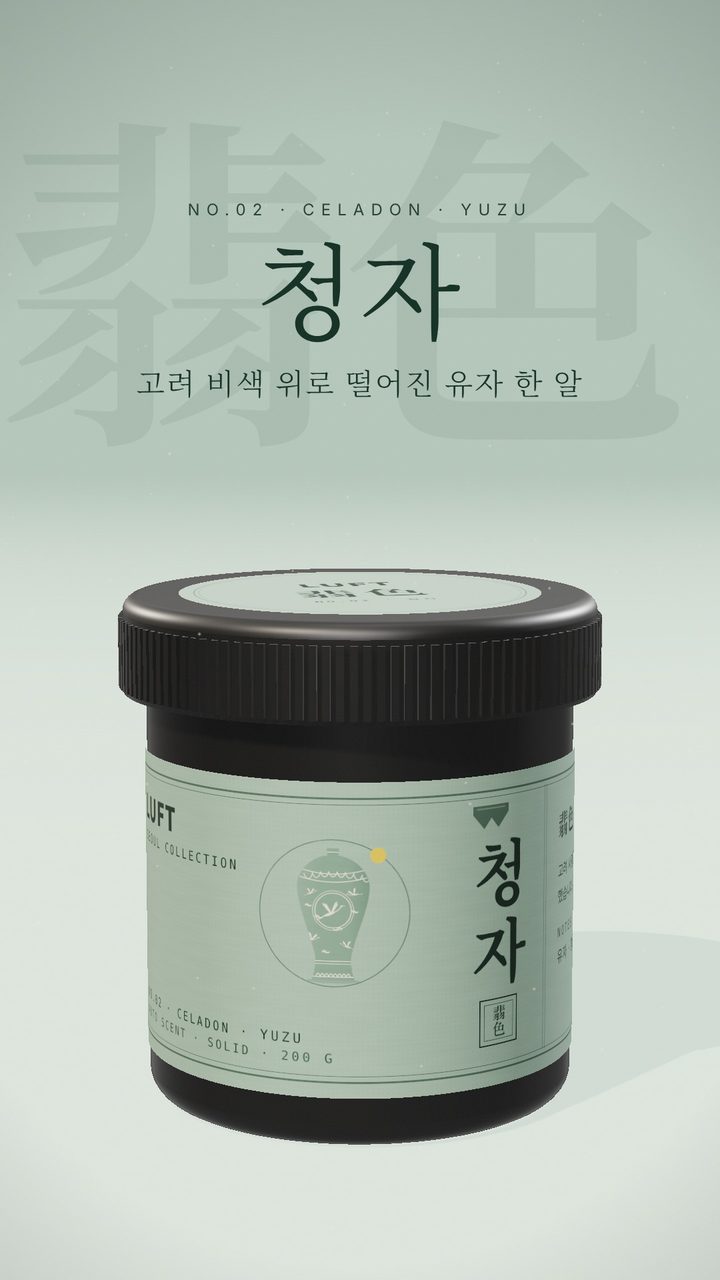 翡色
NO.02 · CELADON · YUZU
청자
고려 비색 위로 떨어진 유자 한 알
LUFT
翡色
LUFT
SEOUL COLLECTION
청자
翡色
· CELADON · YUZU
SCENT · SOLID · 200 G
翡色